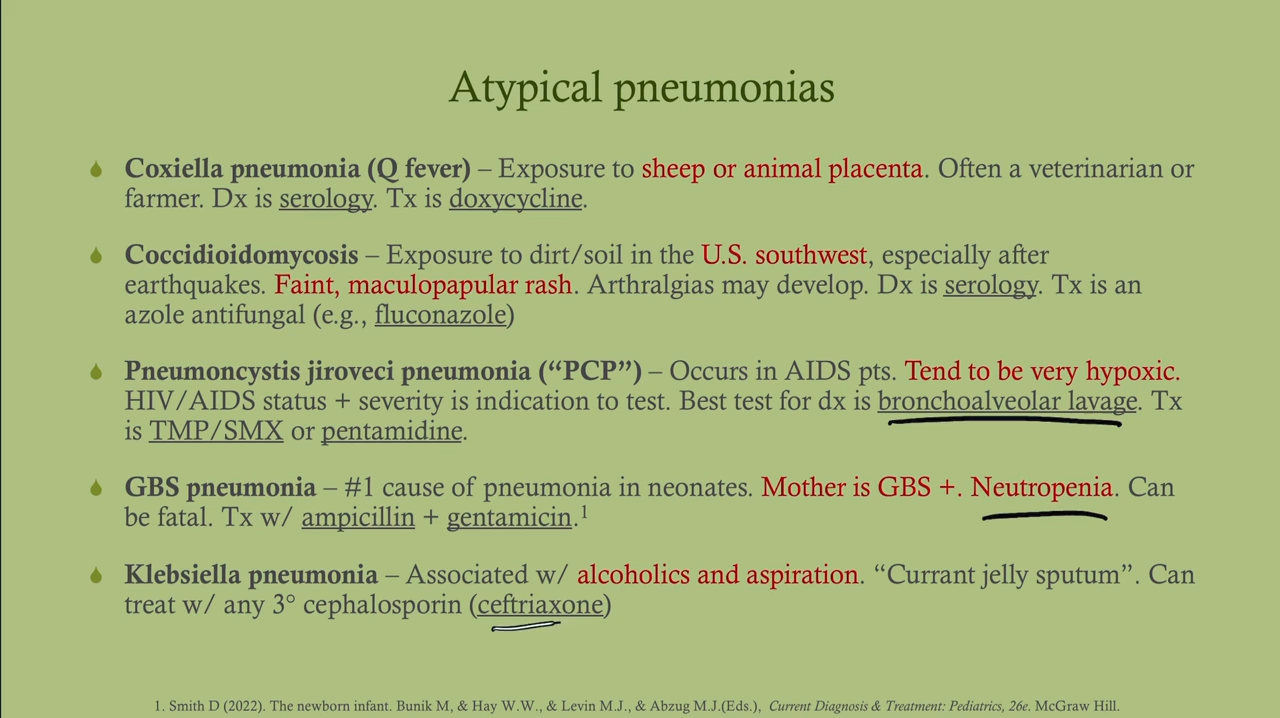 Atypical pneumonias
Coxiella pneumonia (Q fever) – Exposure to sheep or animal placenta. Often a veterinarian or
farmer. Dx is serology. Tx is doxycycline.
Coccidioidomycosis – Exposure to dirt/soil in the U.S. southwest, especially after
earthquakes. Faint, maculopapular rash. Arthralgias may develop. Dx is serology. Tx is an
azole antifungal (e.g., fluconazole)
Pneumoncystis jiroveci pneumonia (“PCP”) – Occurs in AIDS pts. Tend to be very hypoxic.
HIV/AIDS status + severity is indication to test. Best test for dx is bronchoalveolar lavage. Tx
is TMP/SMX or pentamidine.
GBS pneumonia – #1 cause of pneumonia in neonates. Mother is GBS +. Neutropenia. Can
be fatal. Tx w/ ampicillin + gentamicin.¹
Klebsiella pneumonia – Associated w/ alcoholics and aspiration. “Currant jelly sputum”. Can
treat w/ any 3° cephalosporin (ceftriaxone)
1. Smith D (2022). The newborn infant. Bunik M, & Hay W.W., & Levin M.J., & Abzug M.J.(Eds.), Current Diagnosis & Treatment: Pediatrics, 26e. McGraw Hill.